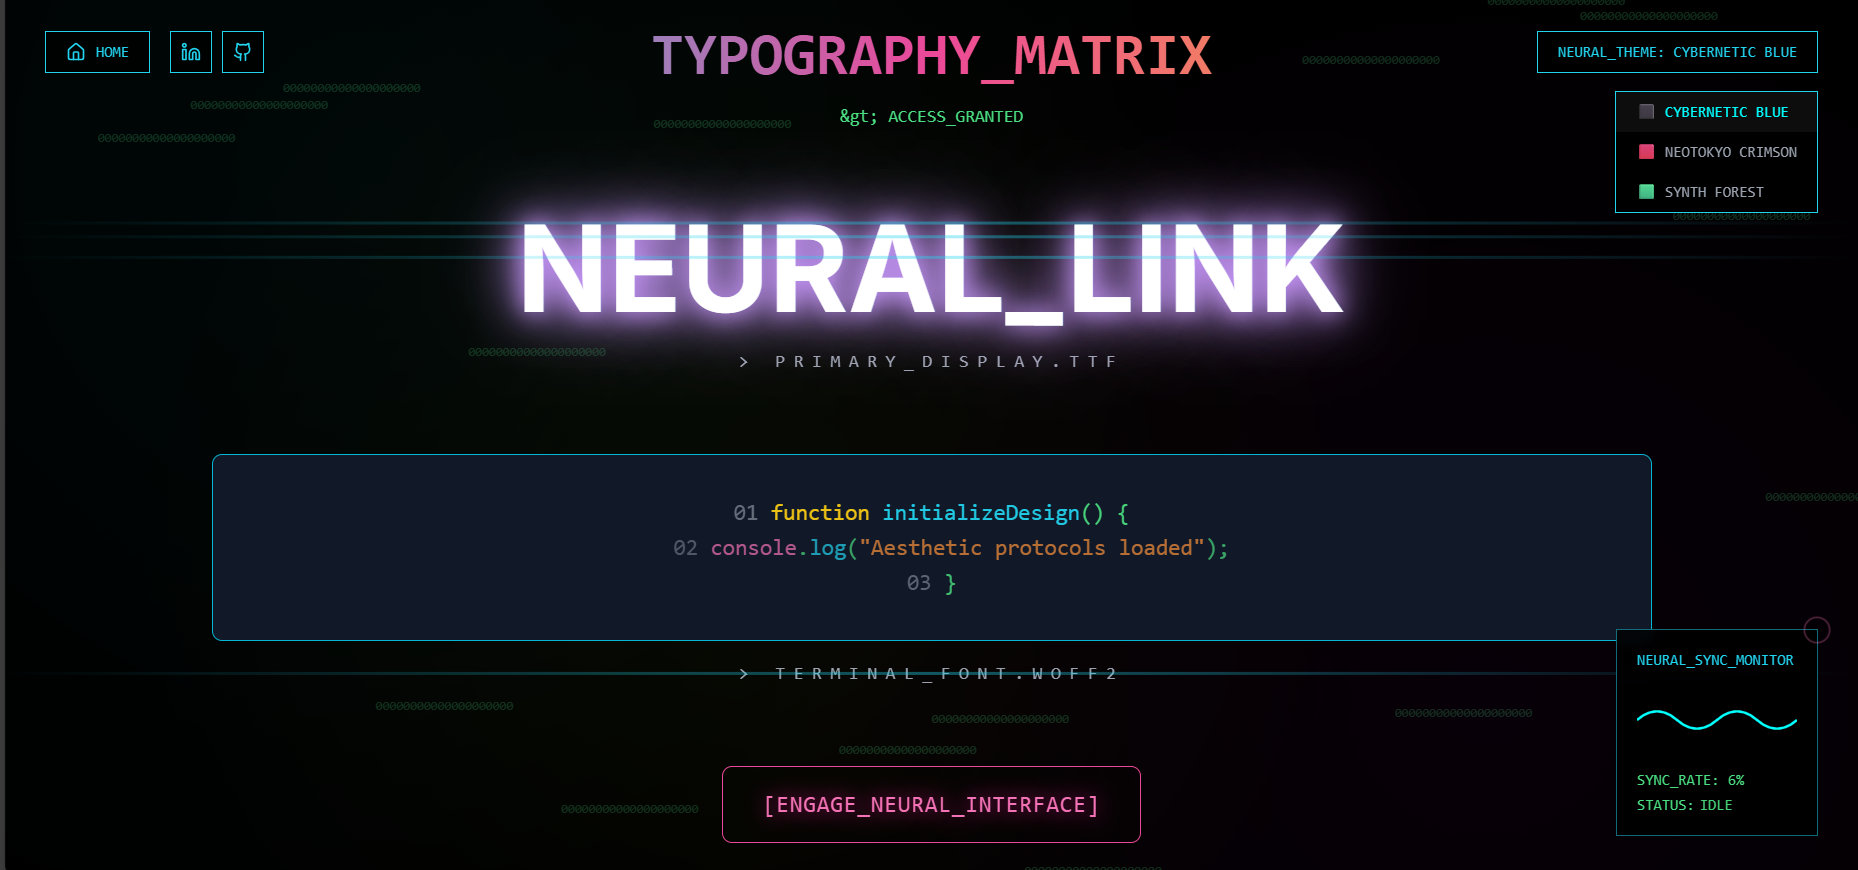 HOME
TYPOGRAPHY_MATRIX
NEURAL_THEME: CYBERNETIC BLUE
&gt; ACCESS_GRANTED
CYBERNETIC BLUE
NEOTOKYO CRIMSON
SYNTH FOREST
NEURAL_LINK
> PRIMARY_DISPLAY.TTF
01 function initializeDesign() {
02 console.log("Aesthetic protocols loaded");
03 }
> TERMINAL_FONT.WOFF2
[ENGAGE_NEURAL_INTERFACE]
NEURAL_SYNC_MONITOR
SYNC_RATE: 6%
STATUS: IDLE